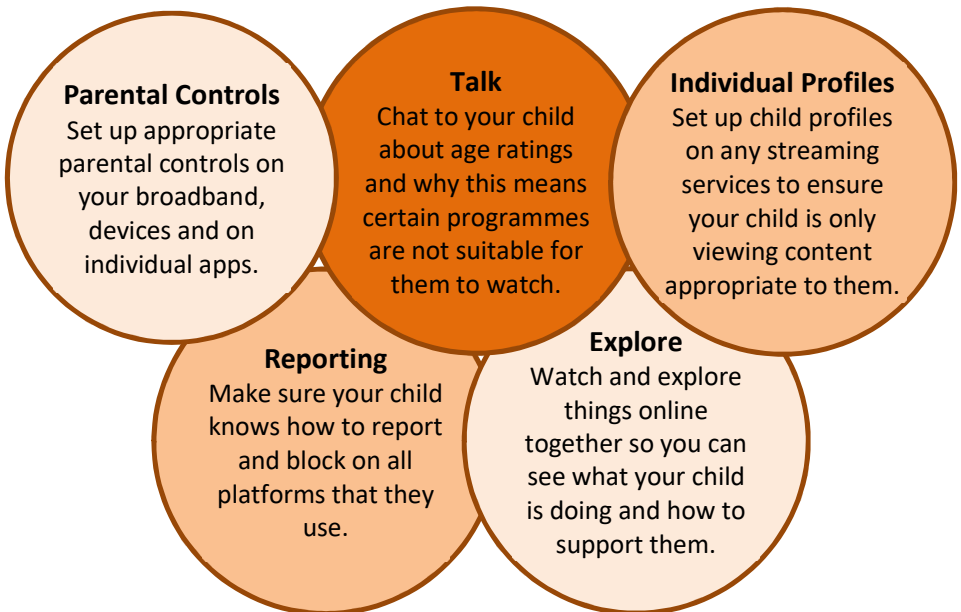 Parental Controls
Set up appropriate
parental controls on
your broadband,
devices and on
individual apps.
Talk
Chat to your child
about age ratings
and why this means
certain programmes
are not suitable for
them to watch.
Individual Profiles
Set up child profiles
on any streaming
services to ensure
your child is only
viewing content
appropriate to them.
Reporting
Make sure your child
knows how to report
and block on all
platforms that they
use.
Explore
Watch and explore
things online
together so you can
see what your child
is doing and how to
support them.